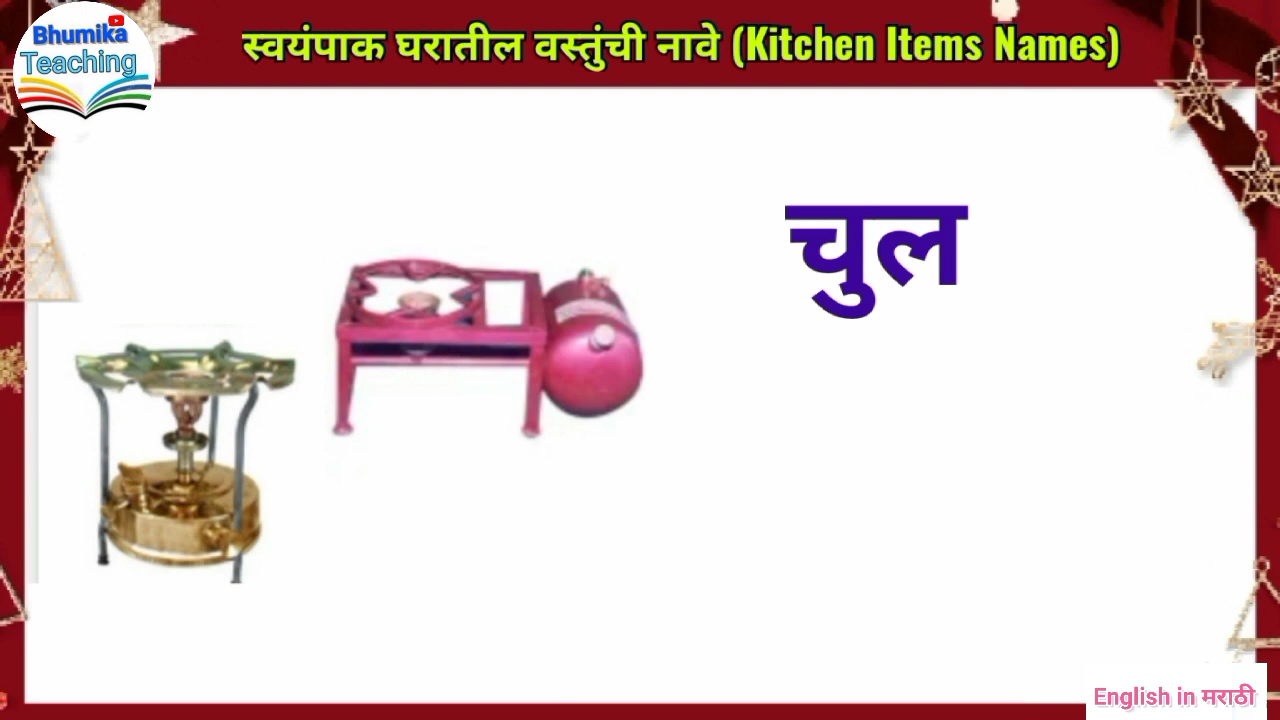 Bhumika
Teaching
स्वयंपाक घरातील वस्तुंची नावे (Kitchen Items Names)
चुल
English in मराठी